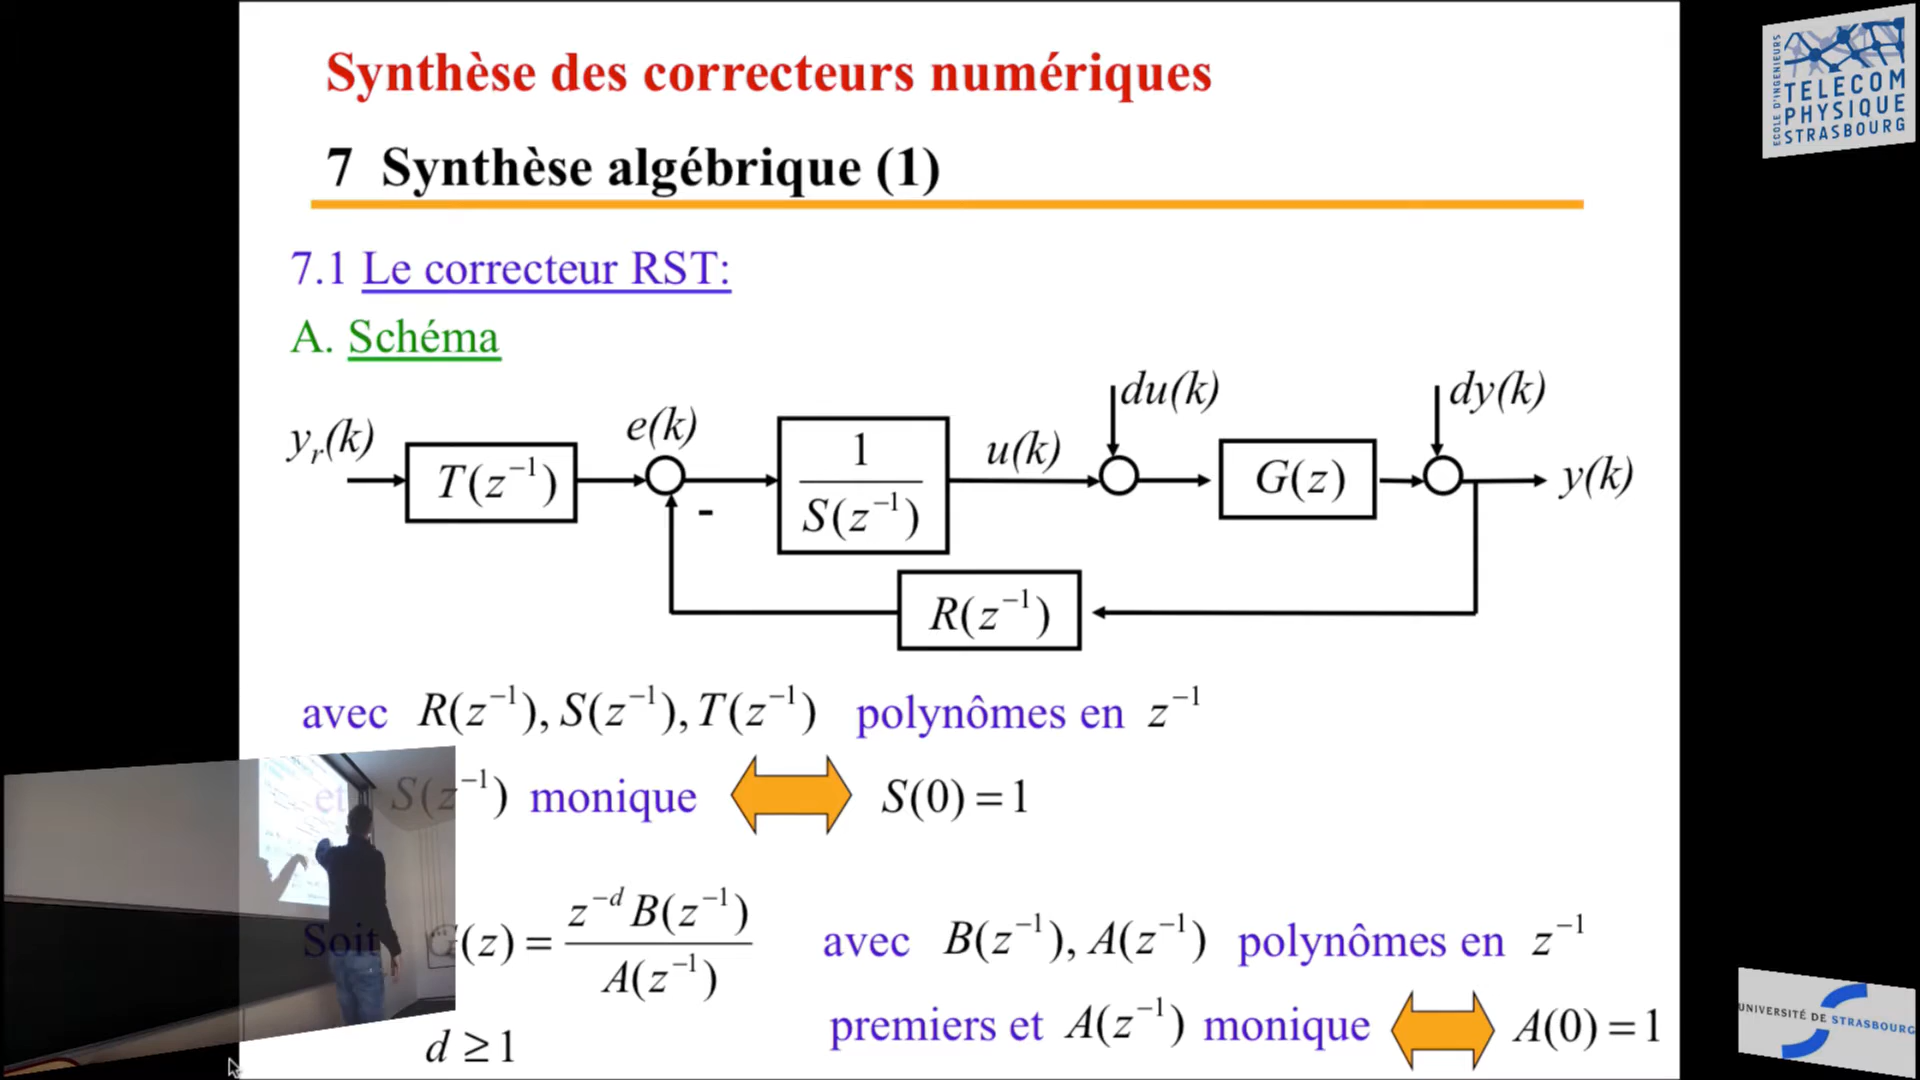 Synthèse des correcteurs numériques
7 Synthèse algébrique (1)
7.1 Le correcteur RST:
A. Schéma
y_r(k)
T(z⁻¹)
e(k)
-
1
S(z⁻¹)
u(k)
du(k)
G(z)
dy(k)
y(k)
R(z⁻¹)
avec R(z⁻¹), S(z⁻¹), T(z⁻¹) polynômes en z⁻¹
et S(z⁻¹) monique S(0) = 1
Soit G(z) = z⁻ᵈ B(z⁻¹) / A(z⁻¹) avec B(z⁻¹), A(z⁻¹) polynômes en z⁻¹
premiers et A(z⁻¹) monique A(0) = 1
d ≥ 1
ECOLE D'INGENIEURS
TELECOM
PHYSIQUE
STRASBOURG
UNIVERSITÉ DE STRASBOURG